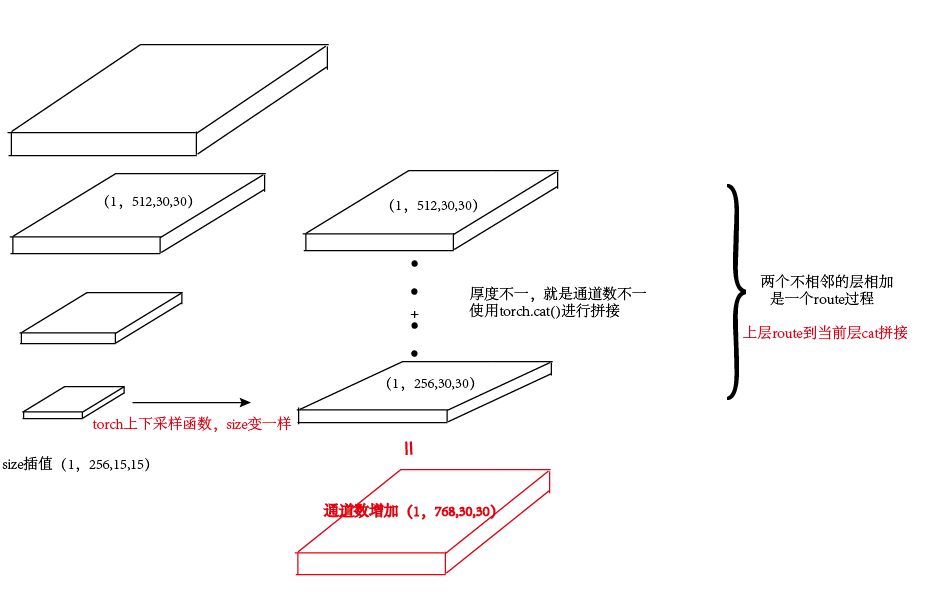 （1，512,30,30）
（1，512,30,30）
厚度不一，就是通道数不一
使用torch.cat()进行拼接
+
两个不相邻的层相加
是一个route过程
上层route到当前层cat拼接
（1，256,30,30）
torch上下采样函数，size变一样
size插值（1，256,15,15）
=
通道数增加（1，768,30,30）